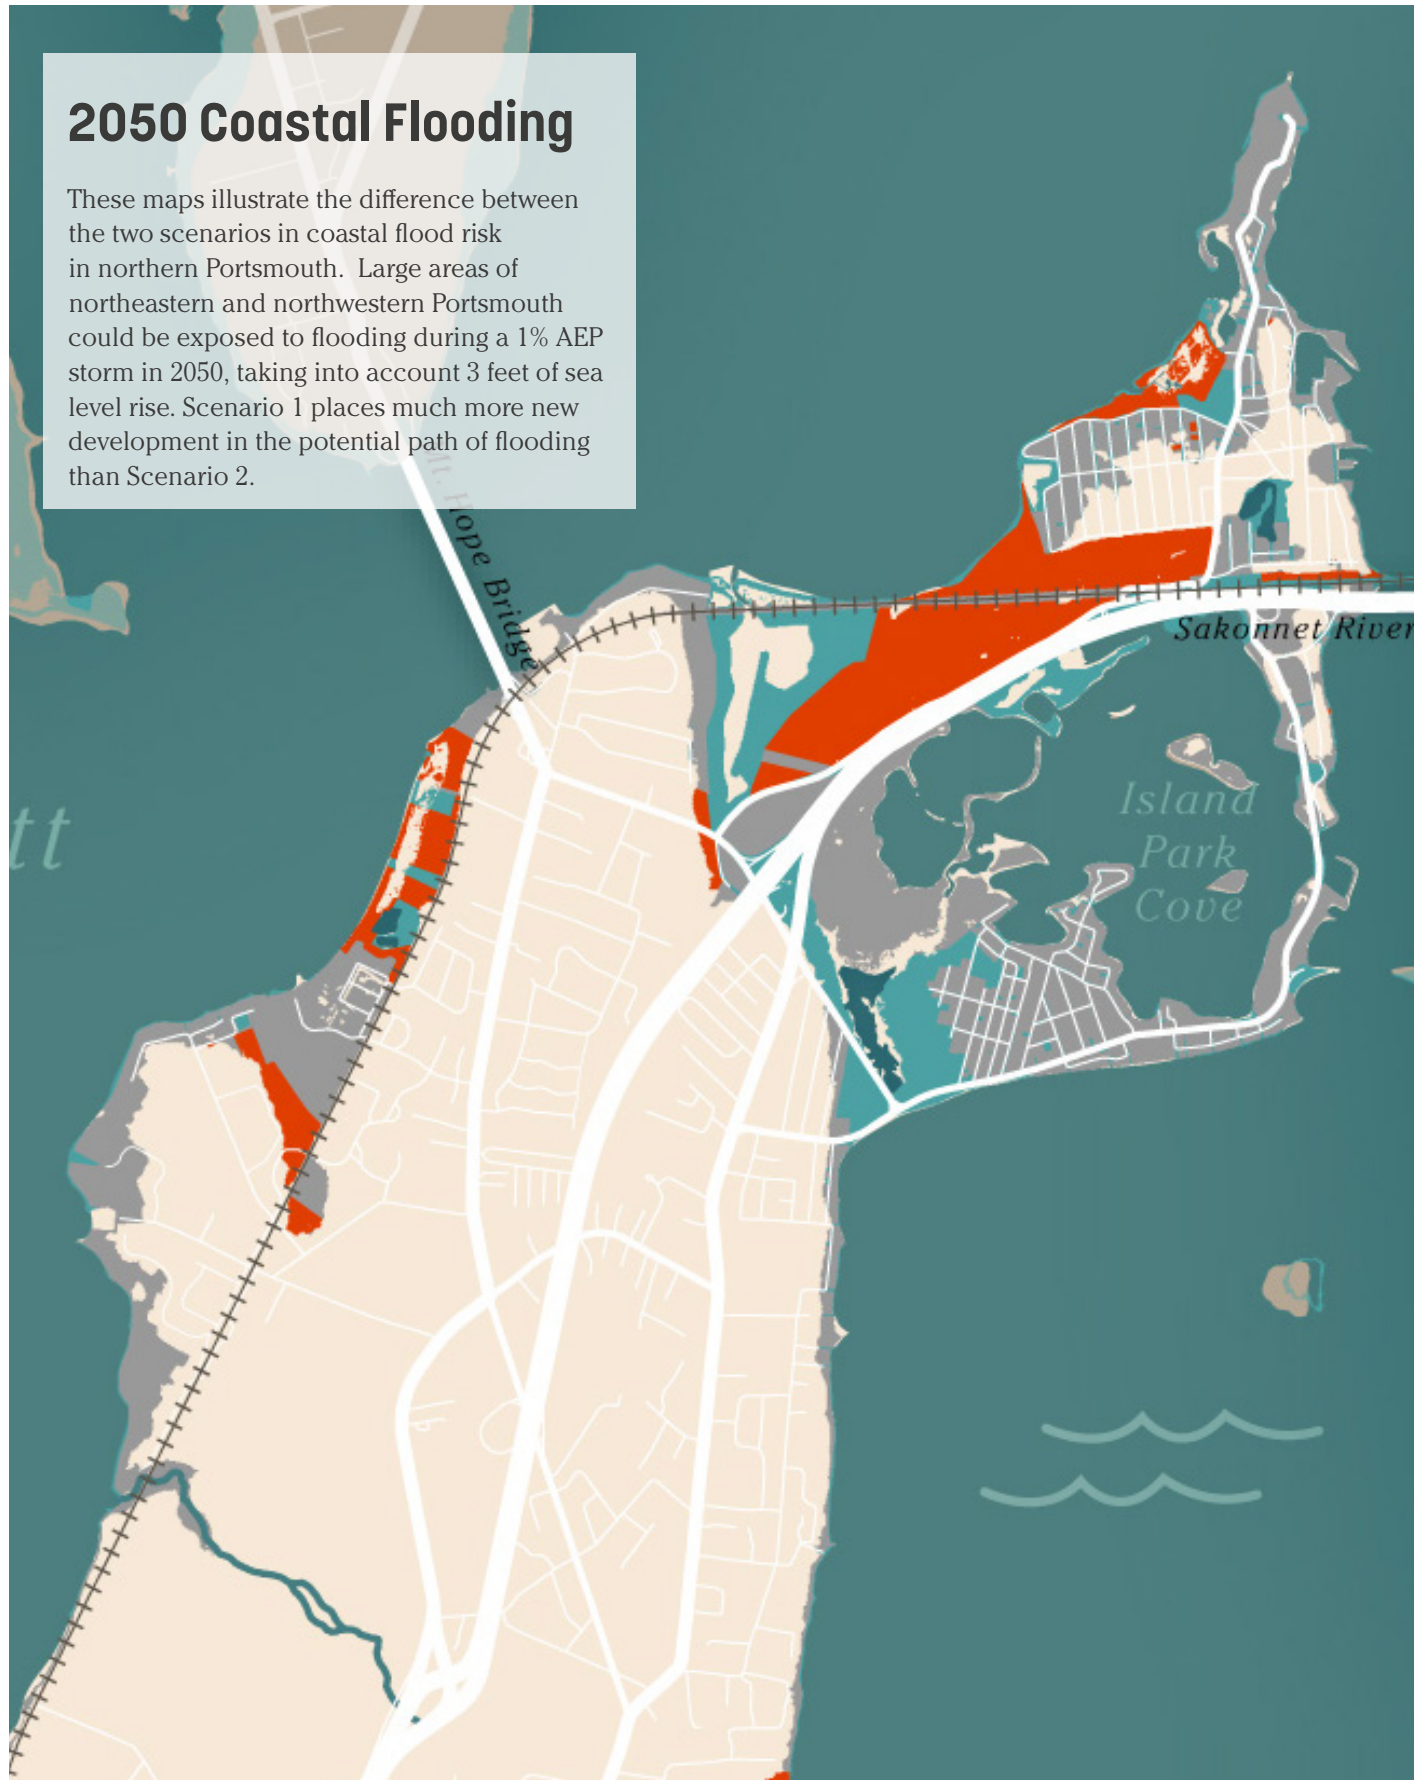 2050 Coastal Flooding
These maps illustrate the difference between
the two scenarios in coastal flood risk
in northern Portsmouth.  Large areas of
northeastern and northwestern Portsmouth
could be exposed to flooding during a 1% AEP
storm in 2050, taking into account 3 feet of sea
level rise. Scenario 1 places much more new
development in the potential path of flooding
than Scenario 2.
Mt. Hope Bridge
Sakonnet River
tt
Island
Park
Cove